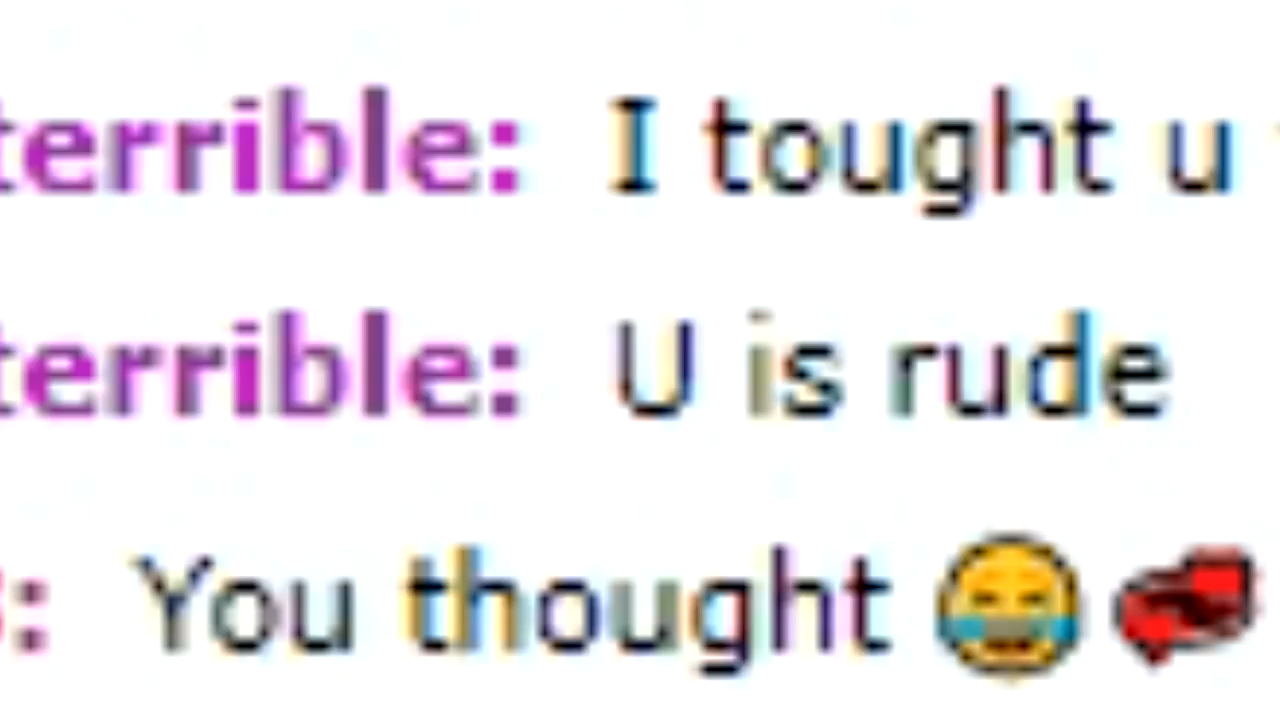 terrible: I tought u
terrible: U is rude
: You thought 😂💞